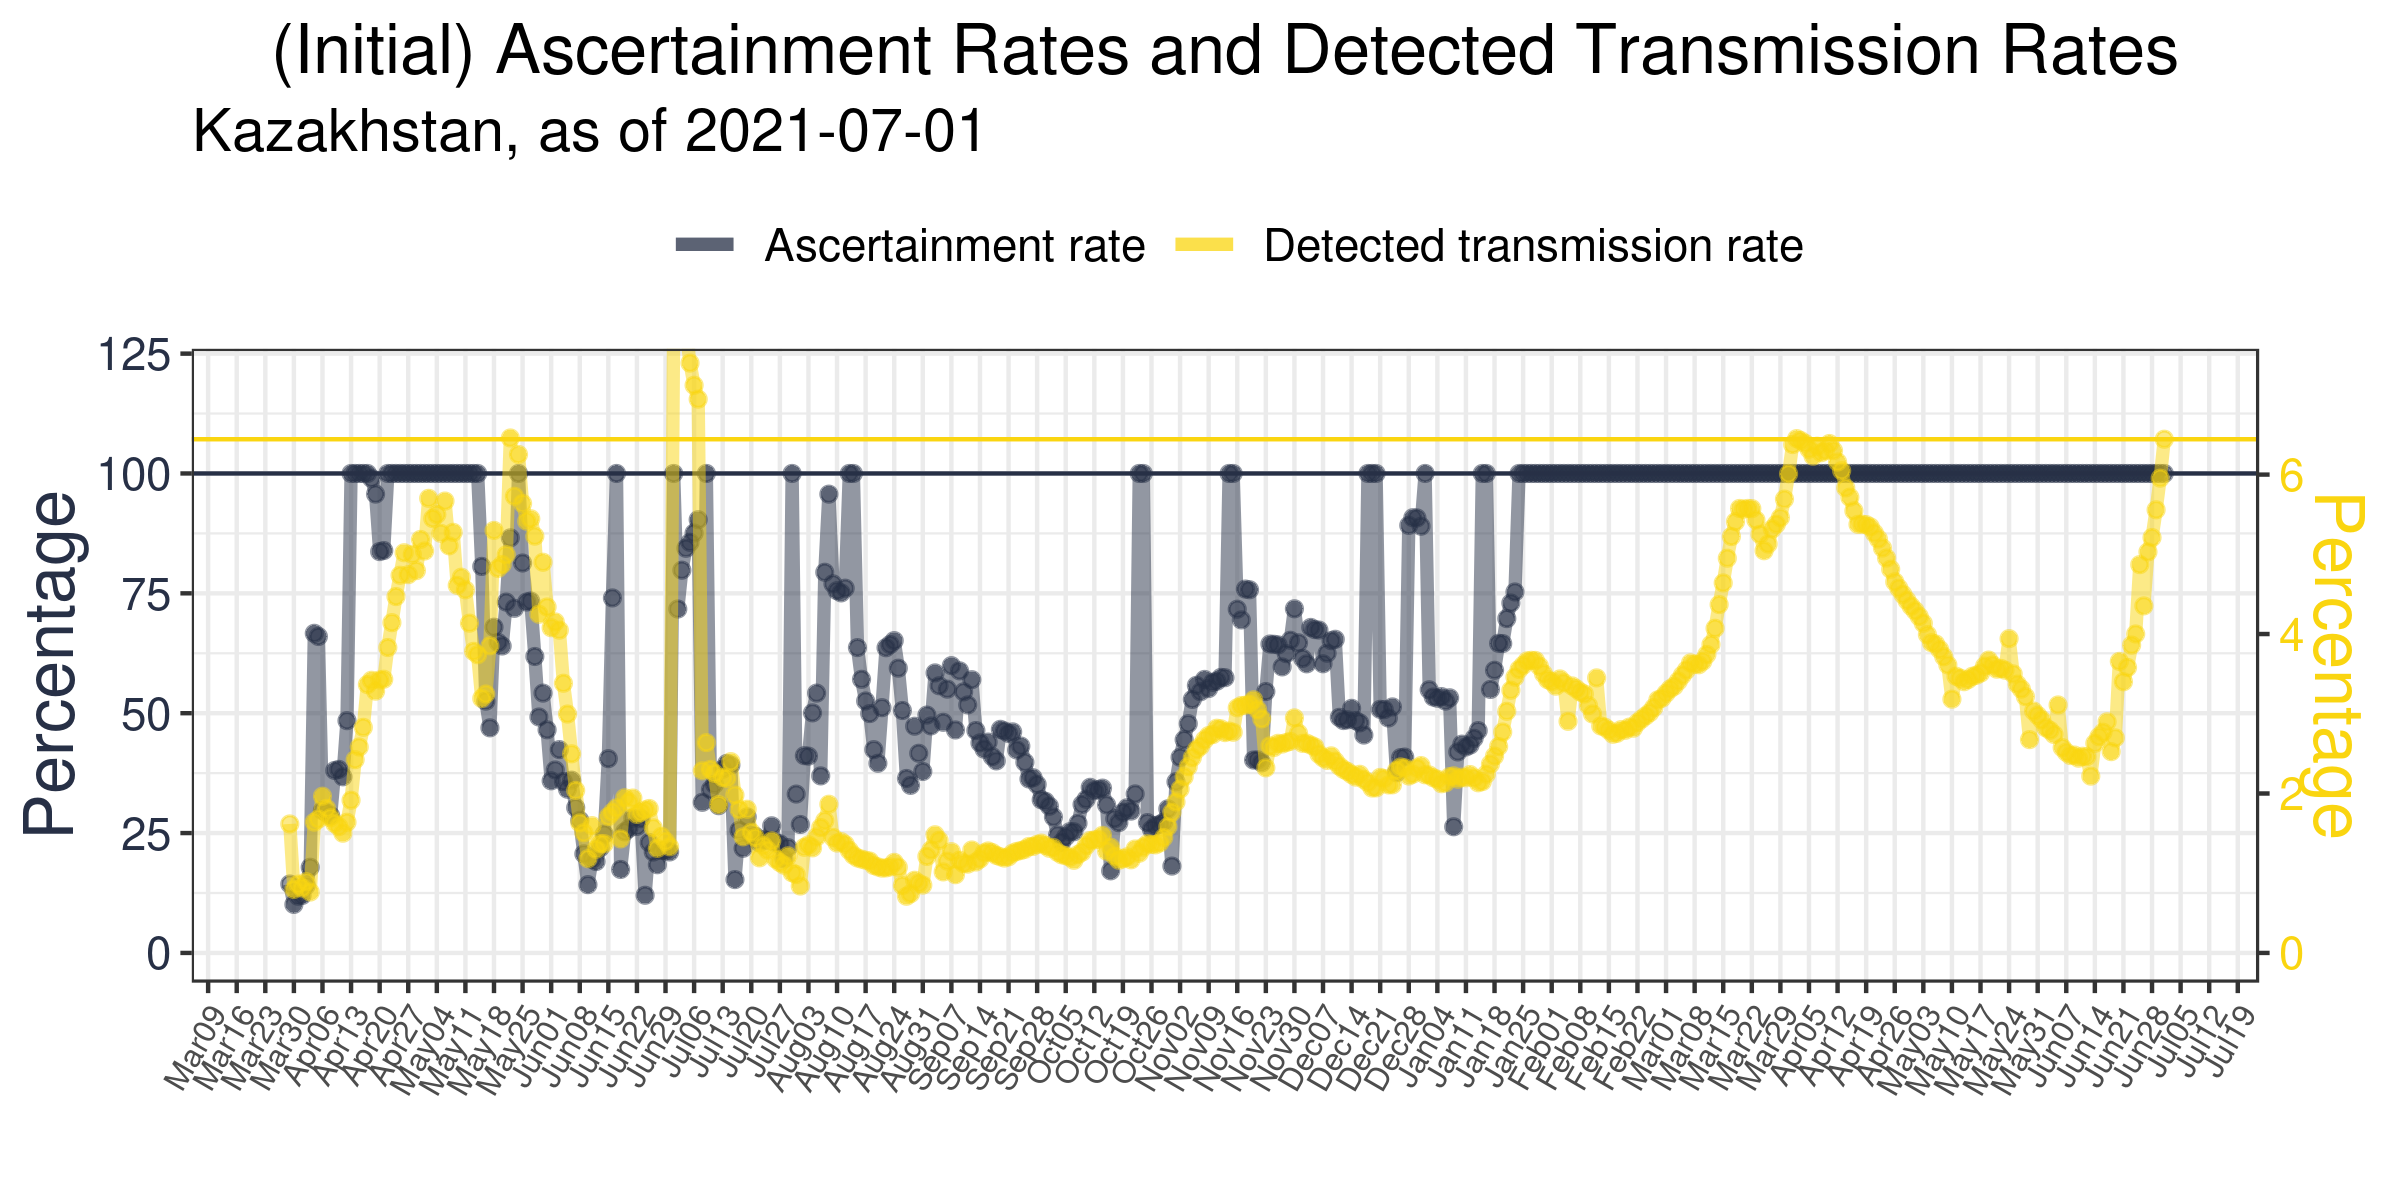 (Initial) Ascertainment Rates and Detected Transmission Rates
Kazakhstan, as of 2021-07-01
Ascertainment rate
Detected transmission rate
Percentage
125
100
75
50
25
0
6
4
2
0
Percentage
Mar09
Mar16
Mar23
Mar30
Apr06
Apr13
Apr20
Apr27
May04
May11
May18
May25
Jun01
Jun08
Jun15
Jun22
Jun29
Jul06
Jul13
Jul20
Jul27
Aug03
Aug10
Aug17
Aug24
Aug31
Sep07
Sep14
Sep21
Sep28
Oct05
Oct12
Oct19
Oct26
Nov02
Nov09
Nov16
Nov23
Nov30
Dec07
Dec14
Dec21
Dec28
Jan04
Jan11
Jan18
Jan25
Feb01
Feb08
Feb15
Feb22
Mar01
Mar08
Mar15
Mar22
Mar29
Apr05
Apr12
Apr19
Apr26
May03
May10
May17
May24
May31
Jun07
Jun14
Jun21
Jun28
Jul05
Jul12
Jul19